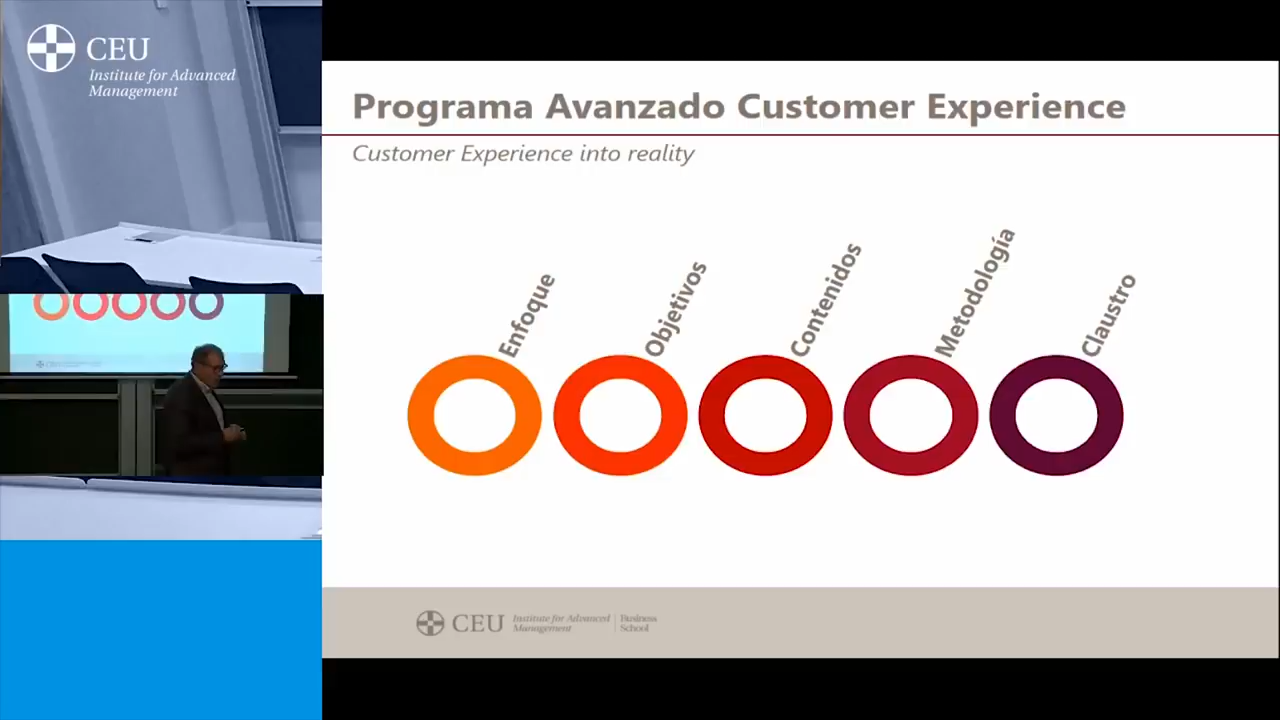 CEU
Institute for Advanced
Management
Programa Avanzado Customer Experience
Customer Experience into reality
Enfoque
Objetivos
Contenidos
Metodología
Claustro
CEU
Institute for Advanced
Management
Business
School